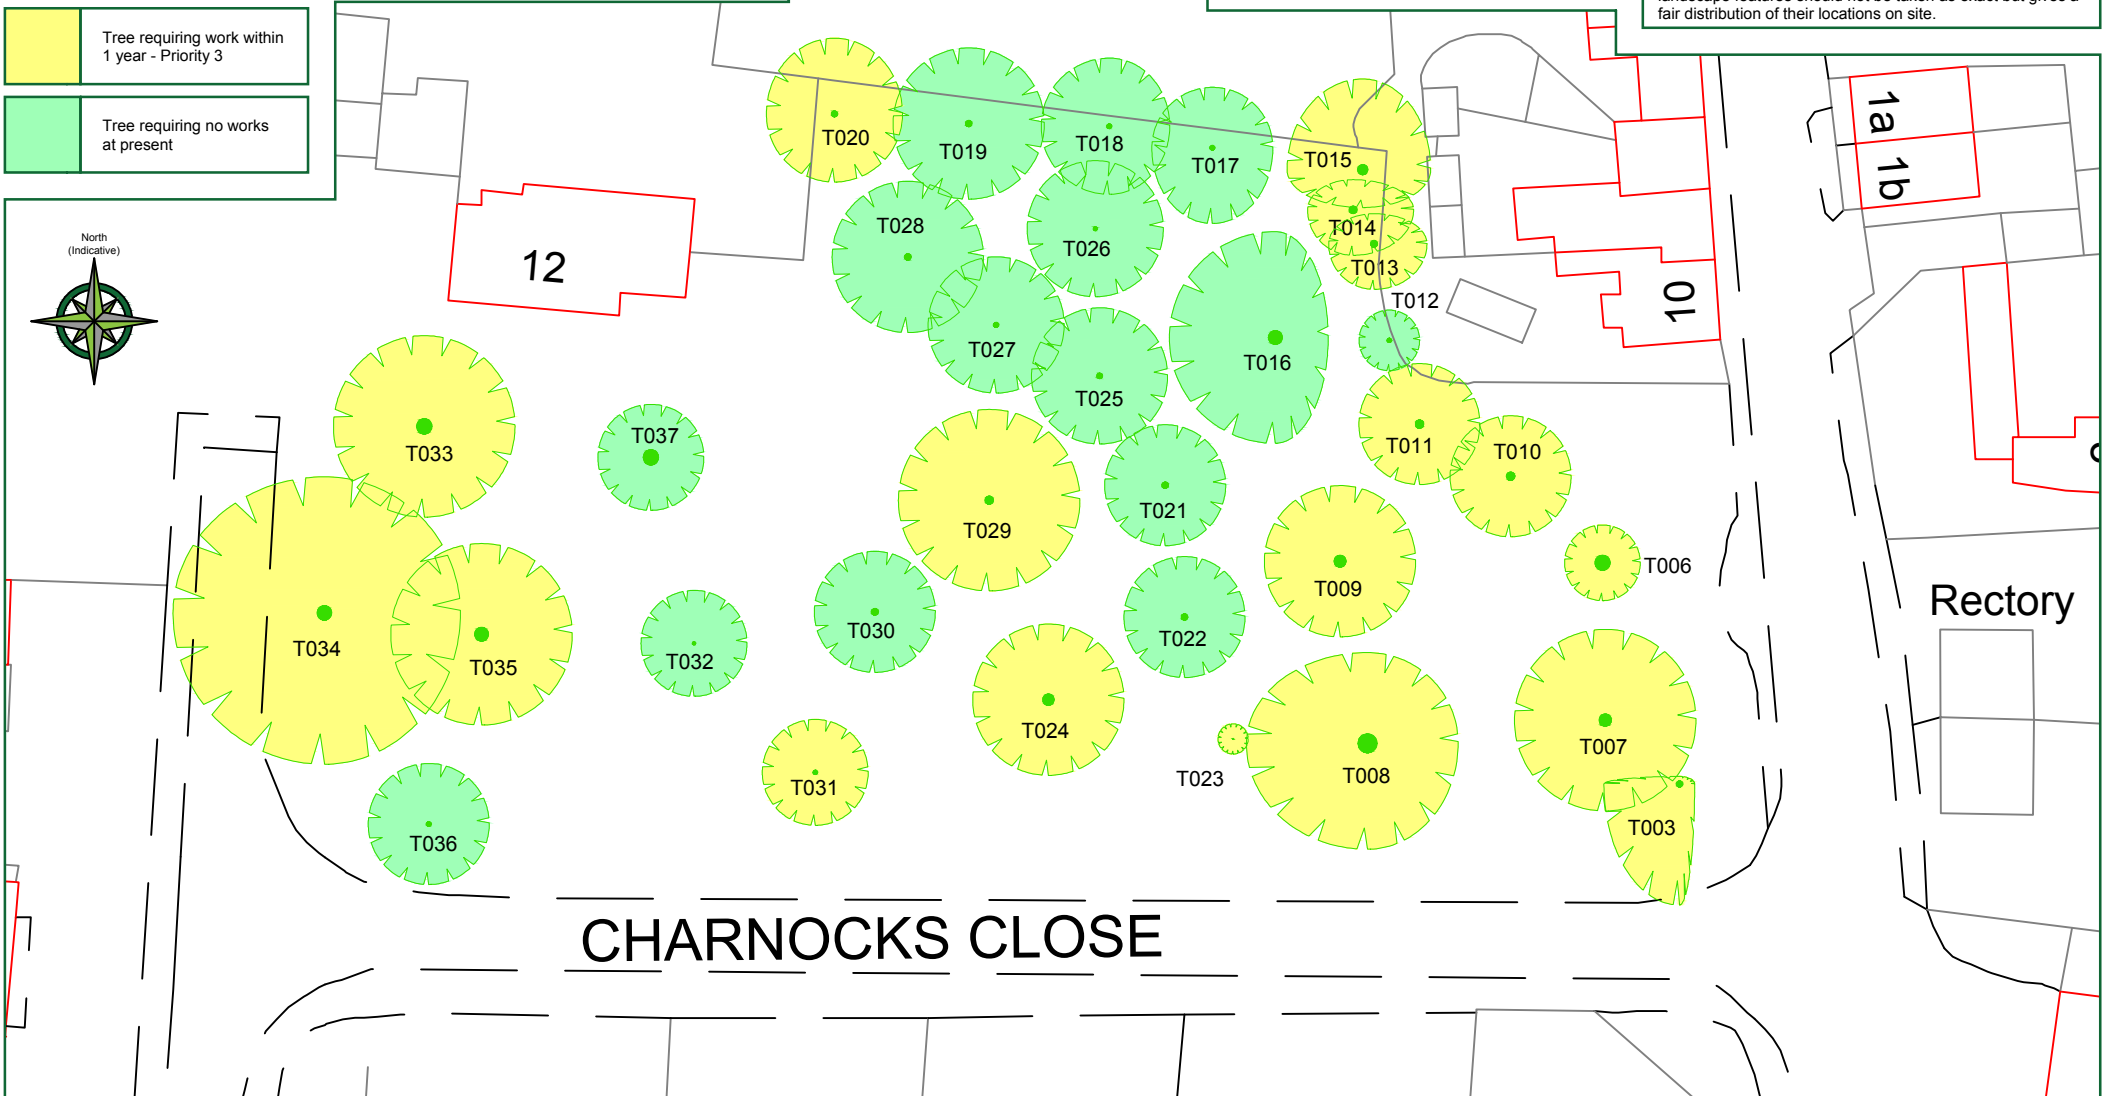 fair distribution of their locations on site.
Tree requiring work within
1 year - Priority 3
Tree requiring no works
at present
North
(Indicative)
12
10
1a
1b
Rectory
T020
T019
T018
T017
T015
T014
T013
T012
T028
T026
T027
T025
T016
T011
T010
T033
T037
T029
T021
T009
T006
T034
T035
T032
T030
T022
T024
T023
T008
T007
T003
T031
T036
CHARNOCKS CLOSE